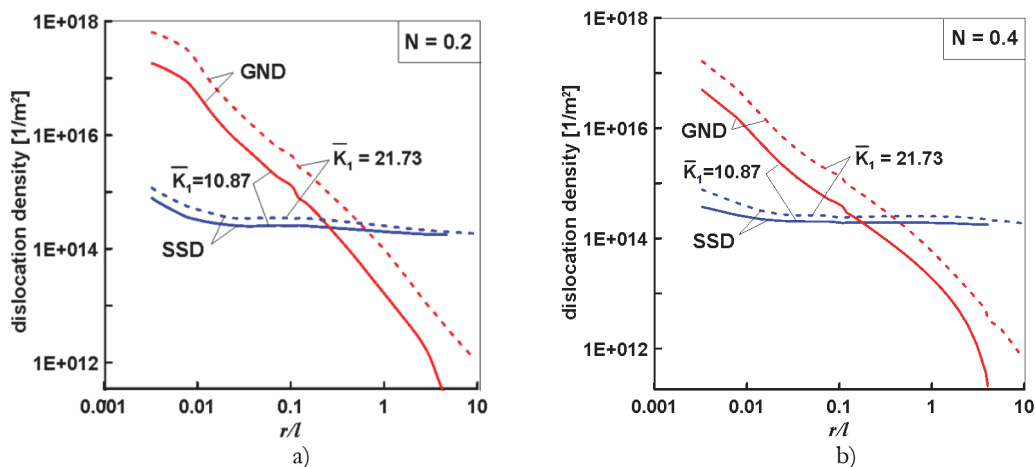 1E+018
N = 0.2
GND
1E+016
K̅₁ = 21.73
K̅₁=10.87
1E+014
SSD
1E+012
0.001 0.01 0.1 1 10
dislocation density [1/m²]
r/l
a)
1E+018
N = 0.4
1E+016
GND
K̅₁=10.87
K̅₁ = 21.73
1E+014
SSD
1E+012
0.001 0.01 0.1 1 10
dislocation density [1/m²]
r/l
b)